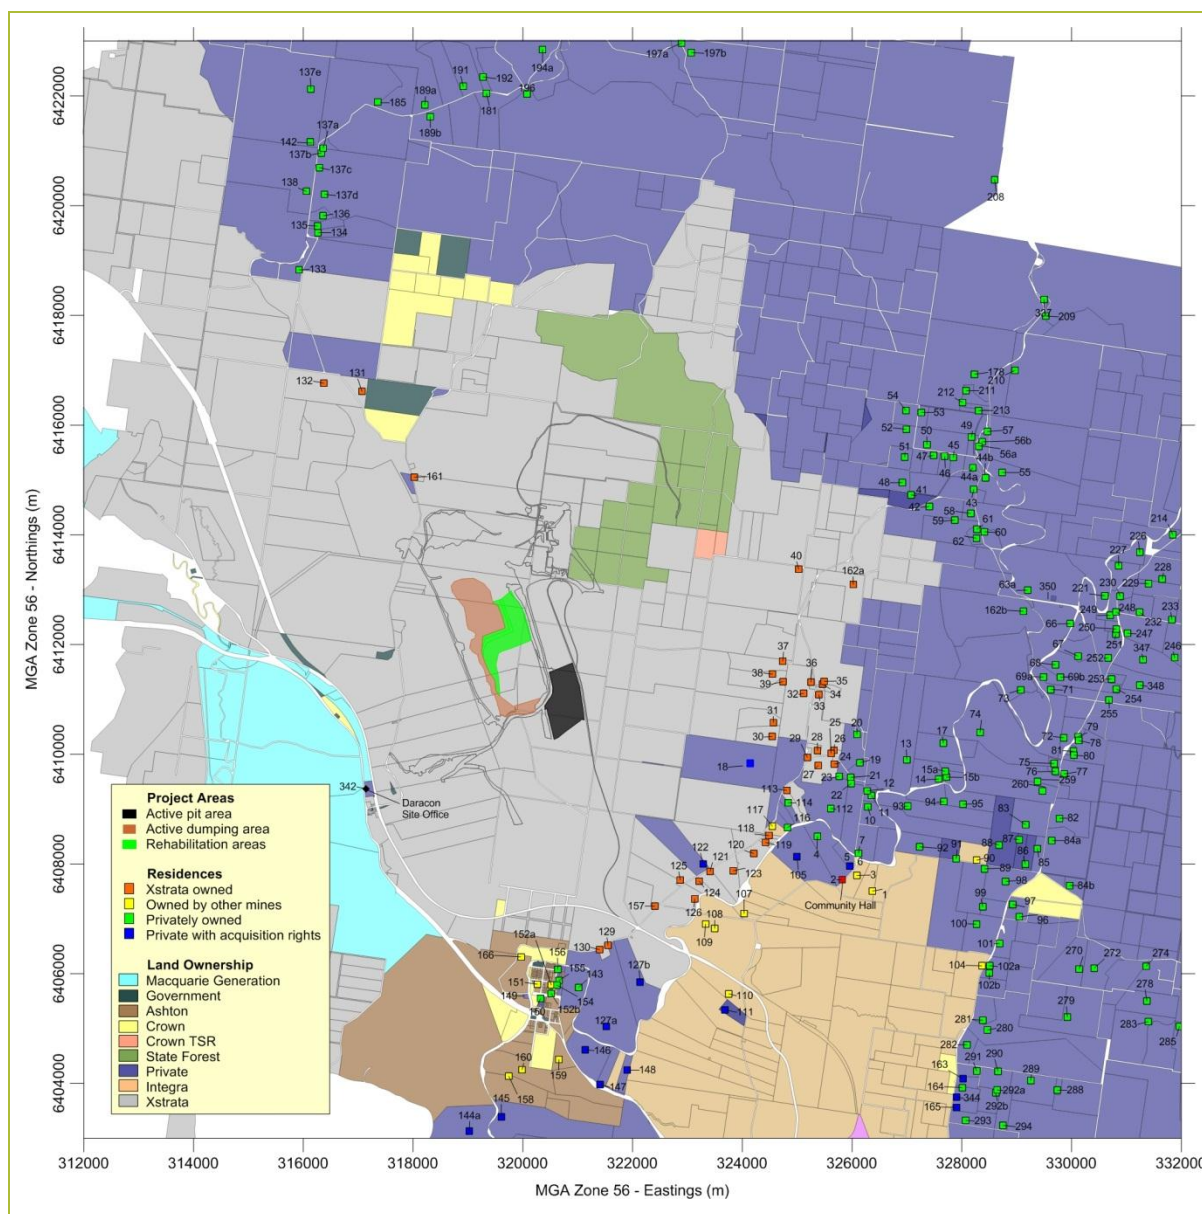 197a 197b
194a
191 192
137e 189a 196
185 181
189b
137a
142
137b
137c
138 137d
136
135 134
133
208
337 209
178
210
212 211
213
132 131
54 53
52 50 49 57
56b
51 47 45 56a
46 44b
44a 55
48 41
42 43
58
59 61
62 60
161
214
226
227
228
40 162a
63a 350 221 230 229
162b 249 248 233
66 250 232
247
251
67 252 347 246
68
69a 69b 253
73 71 254 348
255
37
38 36
39 35
32 34
33
31 25 20
30 29 28 26
24 19
18 27 23 21
17 74
13
15a
14 15b
72 79
78
81 80
75
76 77
259
260
113 114 22 112 12
117 116 10 11 93 94 95
118
119 4 7
120 92 91 88 83 82
87
84a
86 85
125 122 121
123 105 5
6
2 3
1
90
89
124
126 107
108
109
Community Hall
98 84b
99 97
96
100
101
157
129
130
152a
166 156
155 143
151
149 154
150 152b
127b
127a
110
111
104 102a
102b
270 272 274
278
279
281 280 283
285
282
291 290
163 289
164 292a 288
344 292b
165 293 294
146
148
147
160
159
158
145
144a
342
Daracon
Site Office
Project Areas
Active pit area
Active dumping area
Rehabilitation areas
Residences
Xstrata owned
Owned by other mines
Privately owned
Private with acquisition rights
Land Ownership
Macquarie Generation
Government
Ashton
Crown
Crown TSR
State Forest
Private
Integra
Xstrata
MGA Zone 56 - Northings (m)
6422000
6420000
6418000
6416000
6414000
6412000
6410000
6408000
6406000
6404000
312000 314000 316000 318000 320000 322000 324000 326000 328000 330000 332000
MGA Zone 56 - Eastings (m)